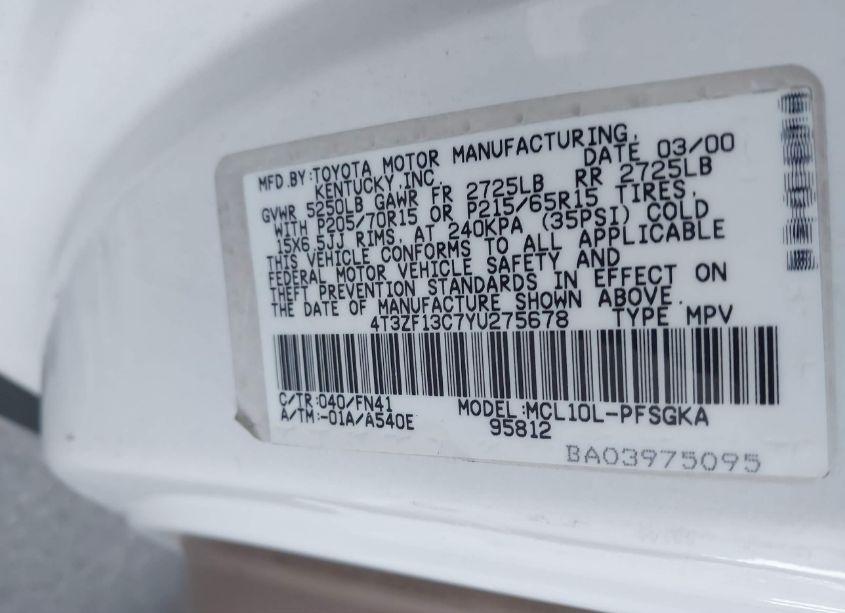 MFD.BY:TOYOTA MOTOR MANUFACTURING,
KENTUCKY,INC. DATE 03/00
GVWR 5250LB GAWR FR 2725LB RR 2725LB
WITH P205/70R15 OR P215/65R15 TIRES,
15X6.5JJ RIMS, AT 240KPA (35PSI) COLD
THIS VEHICLE CONFORMS TO ALL APPLICABLE
FEDERAL MOTOR VEHICLE SAFETY AND
THEFT PREVENTION STANDARDS IN EFFECT ON
THE DATE OF MANUFACTURE SHOWN ABOVE.
4T3ZF13C7YU275678 TYPE MPV
C/TR:040/FN41 MODEL:MCL10L-PFSGKA
A/TM:-01A/A540E 95812
BA03975095